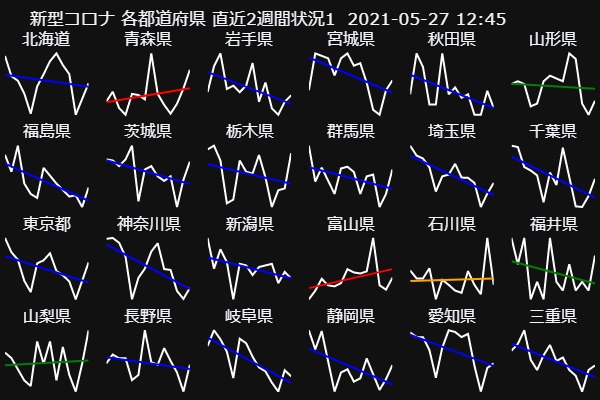 新型コロナ 各都道府県 直近2週間状況1 2021-05-27 12:45
北海道 青森県 岩手県 宮城県 秋田県 山形県
福島県 茨城県 栃木県 群馬県 埼玉県 千葉県
東京都 神奈川県 新潟県 富山県 石川県 福井県
山梨県 長野県 岐阜県 静岡県 愛知県 三重県